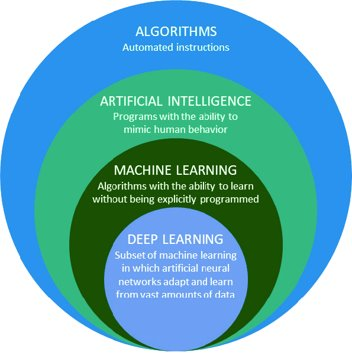 ALGORITHMS
Automated instructions
ARTIFICIAL INTELLIGENCE
Programs with the ability to
mimic human behavior
MACHINE LEARNING
Algorithms with the ability to learn
without being explicitly programmed
DEEP LEARNING
Subset of machine learning
in which artificial neural
networks adapt and learn
from vast amounts of data